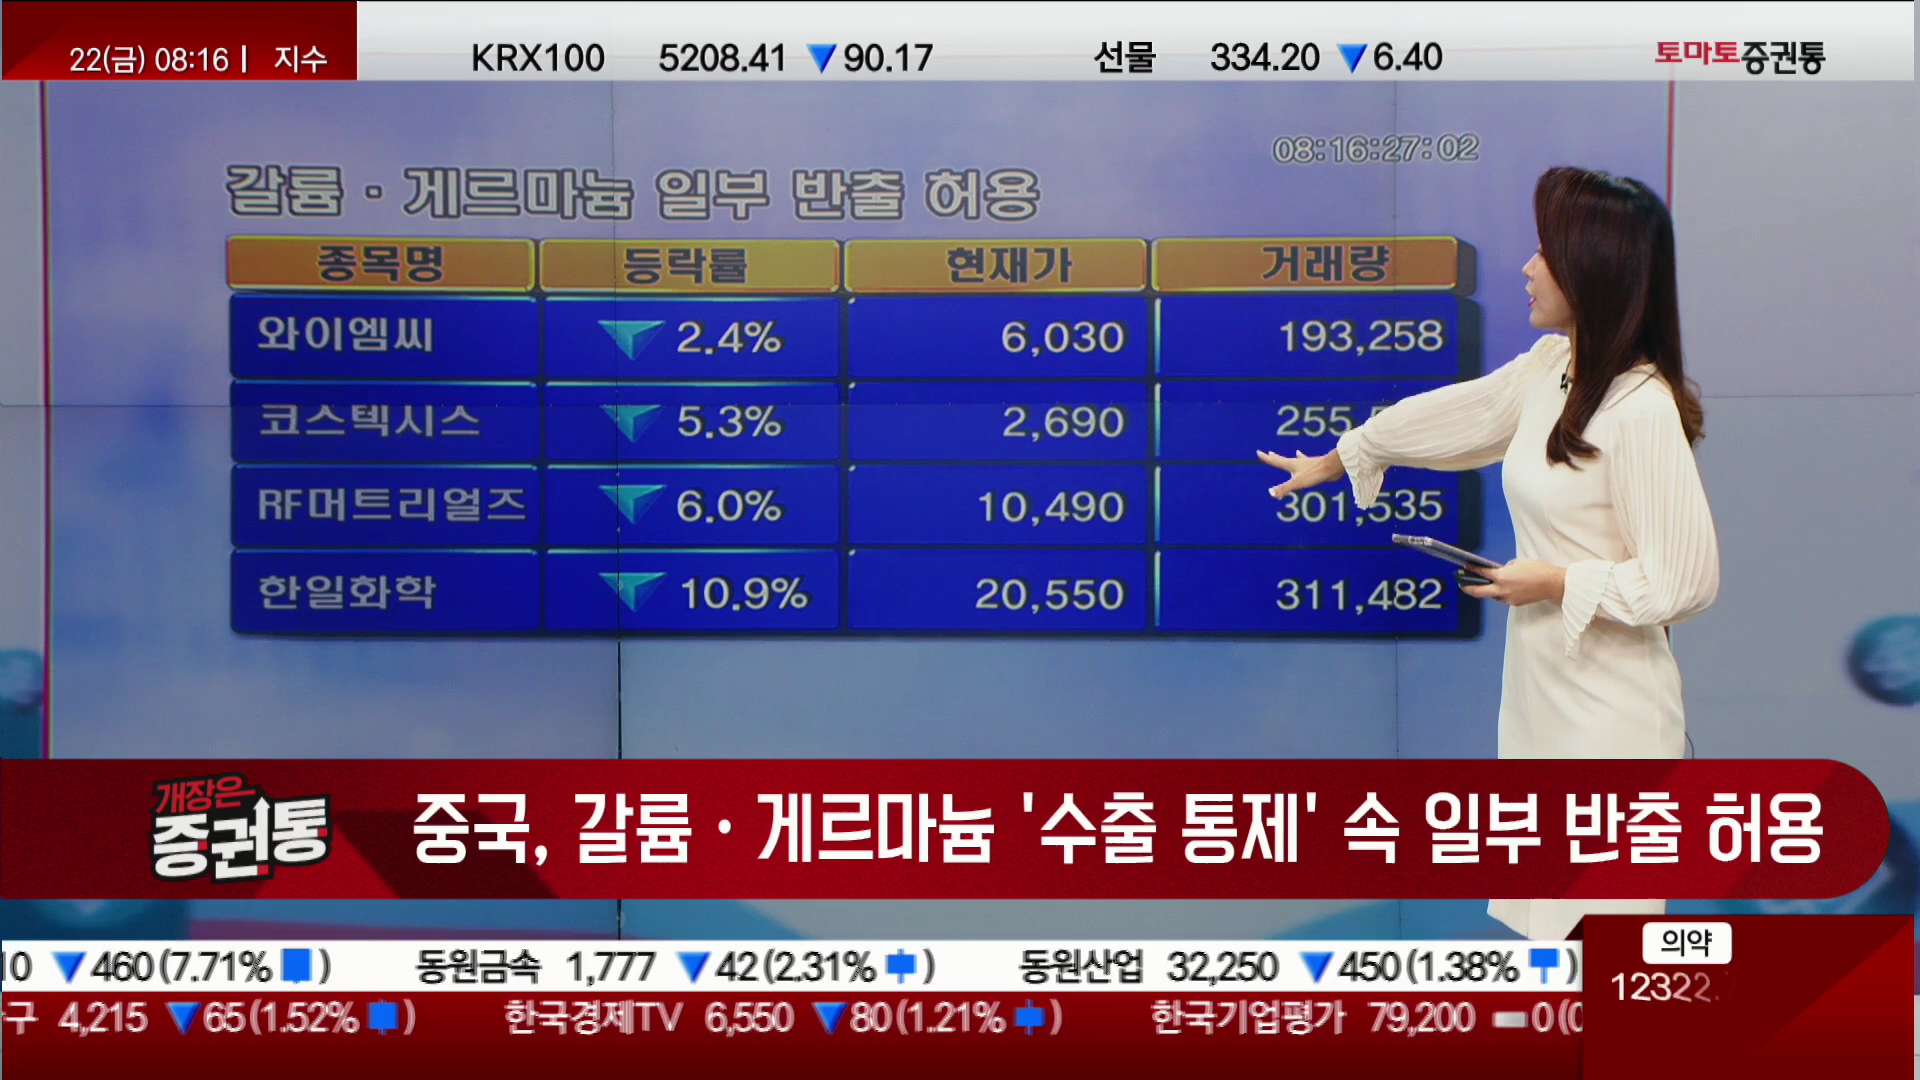 22(금) 08:16 | 지수 KRX100 5208.41 ▼90.17 선물 334.20 ▼6.40 토마토증권통
08:16:27:02
갈륨·게르마늄 일부 반출 허용
종목명 등락률 현재가 거래량
와이엠씨 ▼ 2.4% 6,030 193,258
코스텍시스 ▼ 5.3% 2,690 255,
RF머트리얼즈 ▼ 6.0% 10,490 301,535
한일화학 ▼ 10.9% 20,550 311,482
개장은
증권통
중국, 갈륨·게르마늄 '수출 통제' 속 일부 반출 허용
10 ▼460(7.71% ) 동원금속 1,777 ▼42(2.31% ) 동원산업 32,250 ▼450(1.38% )
구 4,215 ▼65(1.52% ) 한국경제TV 6,550 ▼80(1.21% ) 한국기업평가 79,200 0(0
의약
12322.